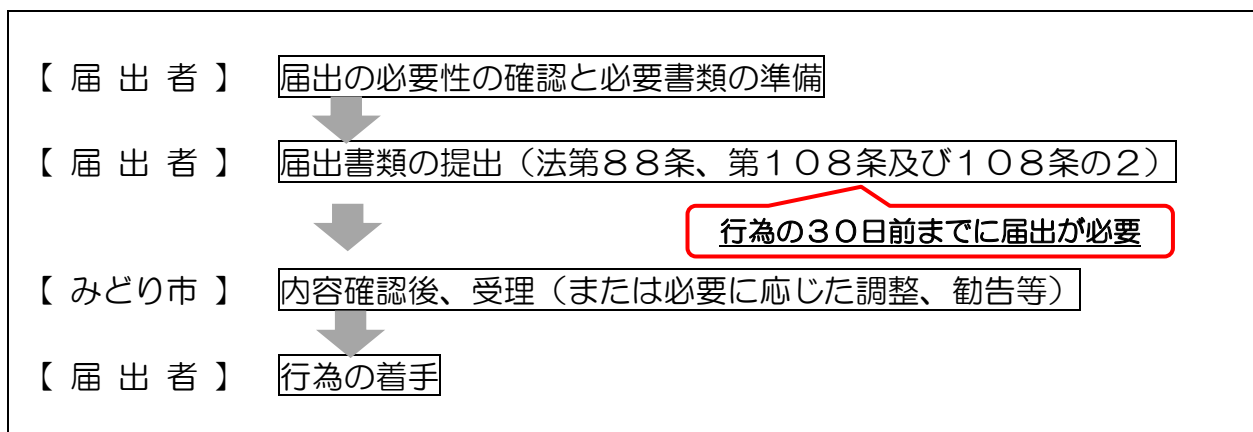 【 届 出 者 】　届出の必要性の確認と必要書類の準備
【 届 出 者 】　届出書類の提出（法第８８条、第１０８条及び１０８条の２）
行為の３０日前までに届出が必要
【 みどり市 】　内容確認後、受理（または必要に応じた調整、勧告等）
【 届 出 者 】　行為の着手